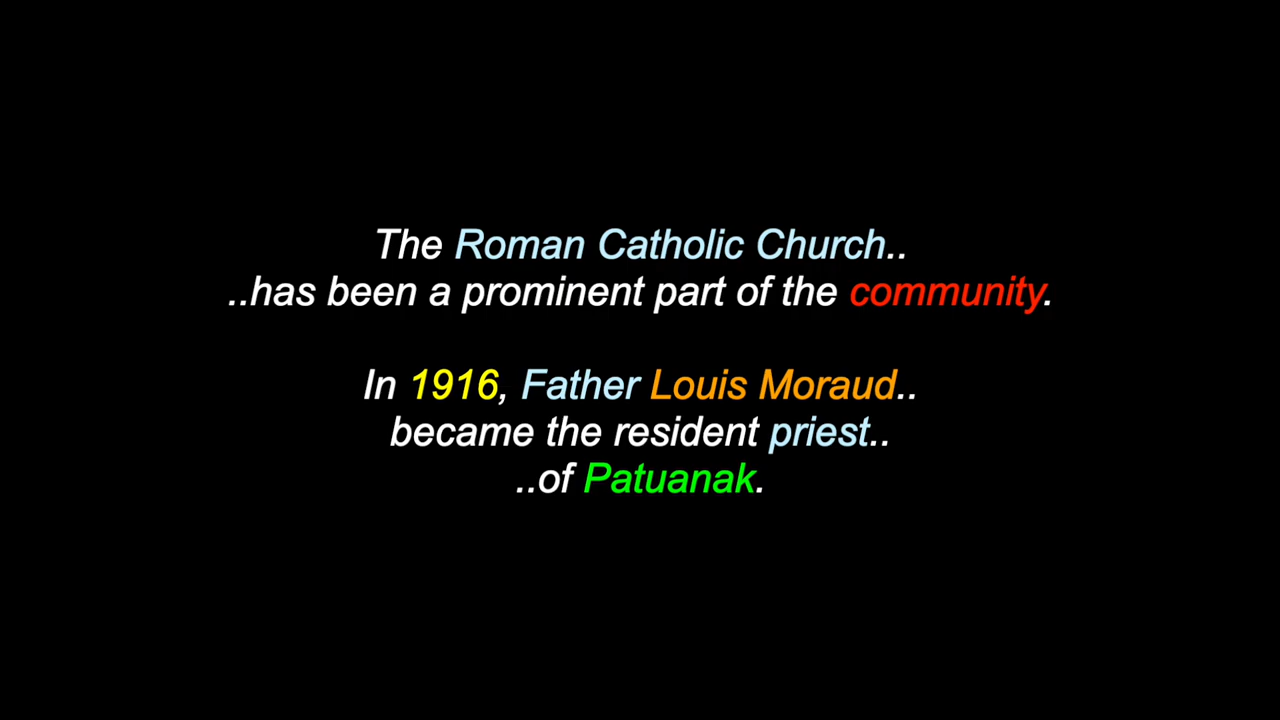 The Roman Catholic Church..
..has been a prominent part of the community.
In 1916, Father Louis Moraud..
became the resident priest..
..of Patuanak.